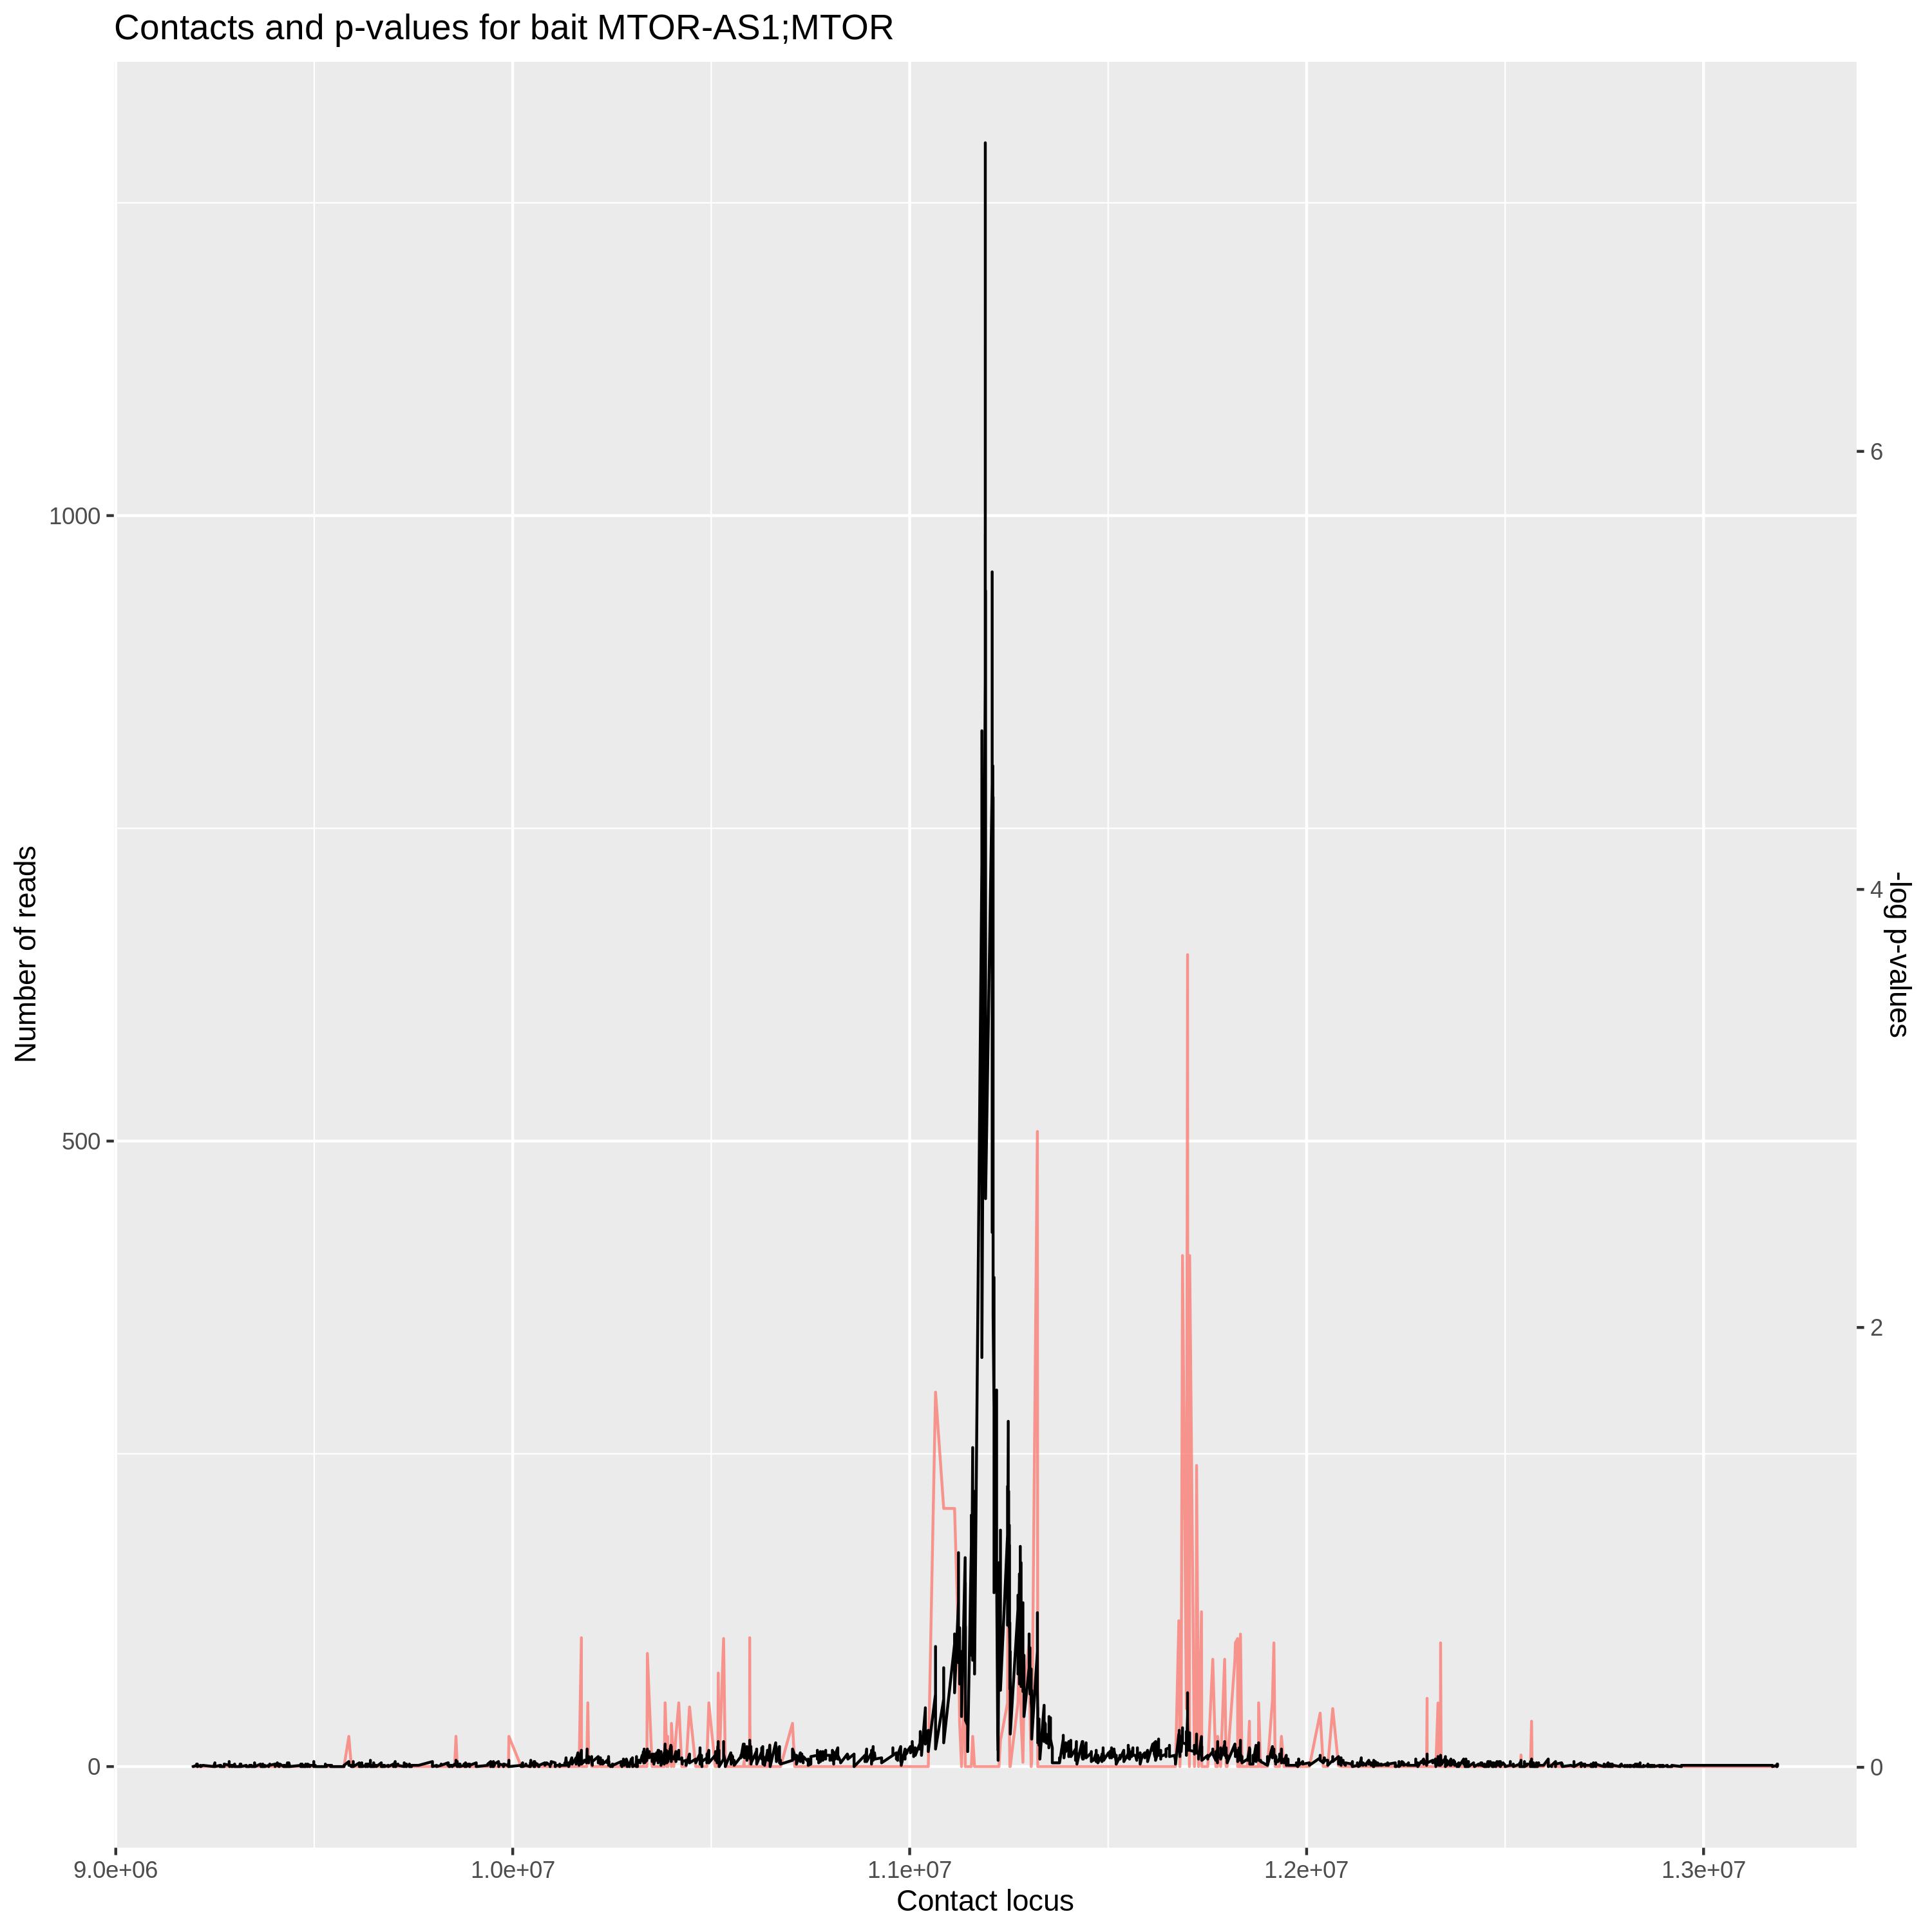 Contacts and p-values for bait MTOR-AS1;MTOR
Number of reads
1000
500
0
6
4
2
0
-log p-values
9.0e+06
1.0e+07
1.1e+07
1.2e+07
1.3e+07
Contact locus